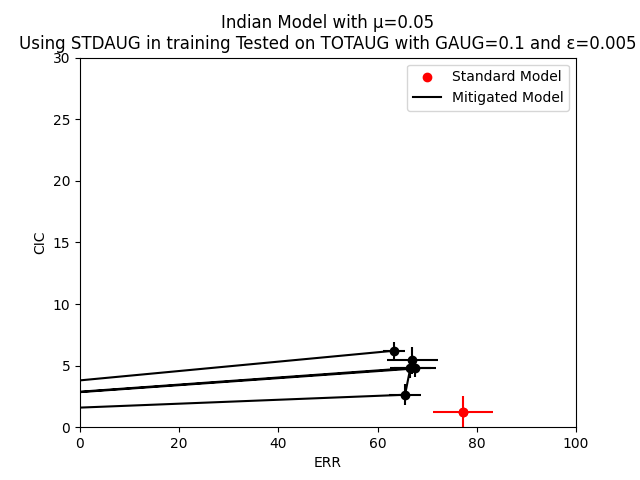 Indian Model with μ=0.05
Using STDAUG in training Tested on TOTAUG with GAUG=0.1 and ε=0.005
Standard Model
Mitigated Model
30
25
20
15
10
5
0
CIC
0 20 40 60 80 100
ERR